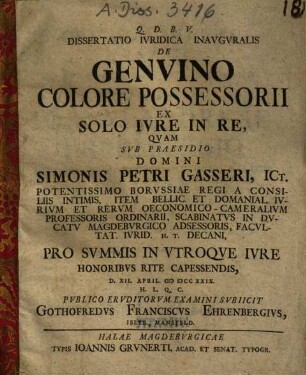 A. Diss. 3416
18
Q. D. B. V.
DISSERTATIO IVRIDICA INAVGVRALIS
DE
GENVINO
COLORE POSSESSORII
EX
SOLO IVRE IN RE,
QVAM
SVB PRAESIDIO
DOMINI
SIMONIS PETRI GASSERI, ICT.
POTENTISSIMO BORVSSIAE REGI A CONSI-
LIIS INTIMIS, ITEM BELLIC. ET DOMANIAL. IV-
RIVM ET RERVM OECONOMICO-CAMERALIVM
PROFESSORIS ORDINARII, SCABINATVS IN DV-
CATV MAGDEBVRGICO ADSESSORIS, FACVL-
TAT. IVRID. H. T. DECANI,
PRO SVMMIS IN VTROQVE IVRE
HONORIBVS RITE CAPESSENDIS,
D. XII. APRIL. CIↃ IↃCC XXIX.
H. L. Q. C.
PVBLICO ERVDITORVM EXAMINI SVBIICIT
GOTHOFREDVS FRANCISCVS EHRENBERGIVS,
ISLEB. MANSFELD.
HALAE MAGDEBVRGICAE
TYPIS IOANNIS GRVNERTI, ACAD. ET SENAT. TYPOGR.